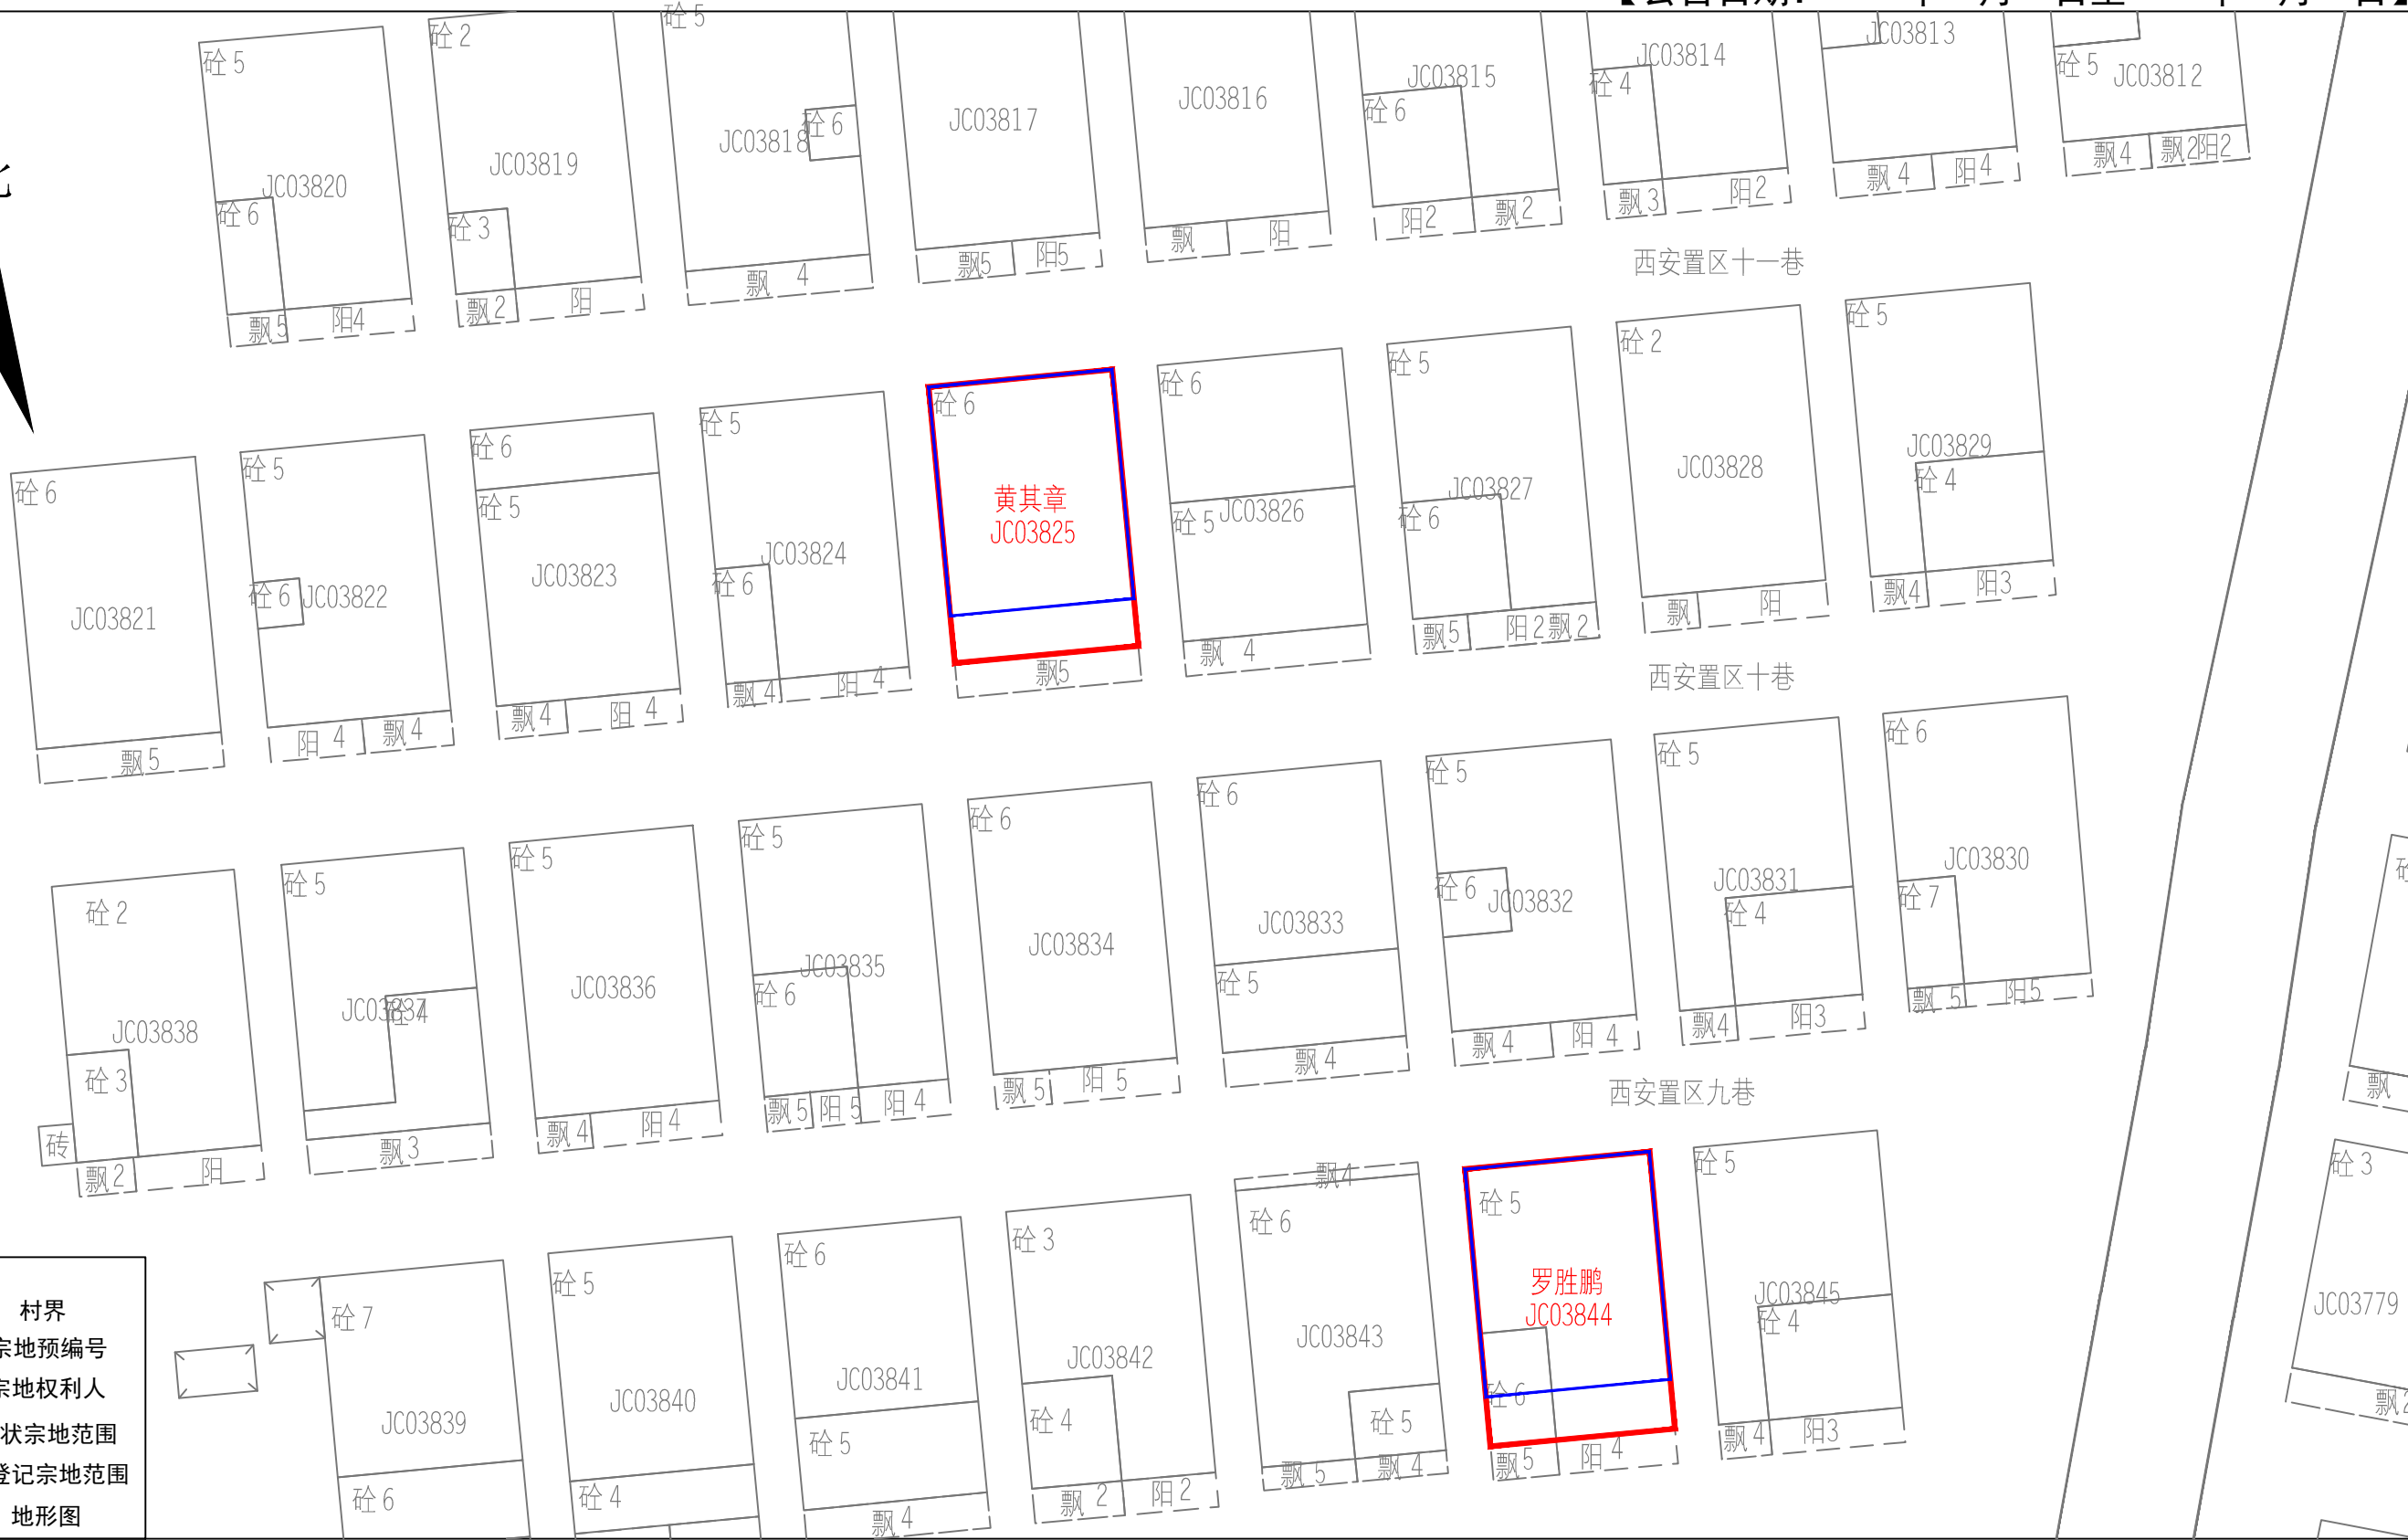 砼 5
砼 2
砼 5
JC03820
砼 6
飘 5
阳4
JC03819
砼 3
飘 2
阳
JC03818
砼 6
飘 4
JC03817
飘5
阳5
JC03816
飘
阳
JC03815
砼 6
阳2
飘2
JC03814
砼 4
飘3
阳2
JC03813
飘 4
阳 4
砼 5
JC03812
飘4
飘2阳2
西安置区十一巷
砼 6
JC03821
飘 5
砼 5
砼 6
JC03822
阳 4
飘 4
砼 6
砼 5
JC03823
飘 4
阳 4
砼 5
JC03824
砼 6
飘 4
阳 4
砼 6
黄其章
JC03825
飘5
砼 6
砼 5
JC03826
飘 4
砼 5
JC03827
砼 6
飘5
阳 2飘 2
砼 2
JC03828
飘
阳
砼 5
JC03829
砼 4
飘4
阳3
西安置区十巷
砼 2
JC03838
砼 3
砖
飘 2
阳
砼 5
JC03837
砼 4
飘 3
砼 5
JC03836
飘 4
阳 4
砼 5
JC03835
砼 6
飘 5
阳 5
阳 4
砼 6
JC03834
飘 5
阳 5
砼 6
JC03833
砼 5
飘 4
砼 5
砼 6
JC03832
飘 4
阳 4
砼 5
JC03831
砼 4
飘4
阳3
砼 6
JC03830
砼 7
飘 5
阳5
西安置区九巷
飘
砼 7
JC03839
砼 6
砼 5
JC03840
砼 4
砼 6
JC03841
砼 5
飘 4
砼 3
JC03842
砼 4
飘 2
阳 2
飘4
砼 6
JC03843
砼 5
飘 5
飘 4
砼 5
罗胜鹏
JC03844
砼 6
飘5
阳 4
砼 5
JC03845
砼 4
飘 4
阳3
砼 3
JC03779
飘2
村界
宗地预编号
宗地权利人
状宗地范围
登记宗地范围
地形图